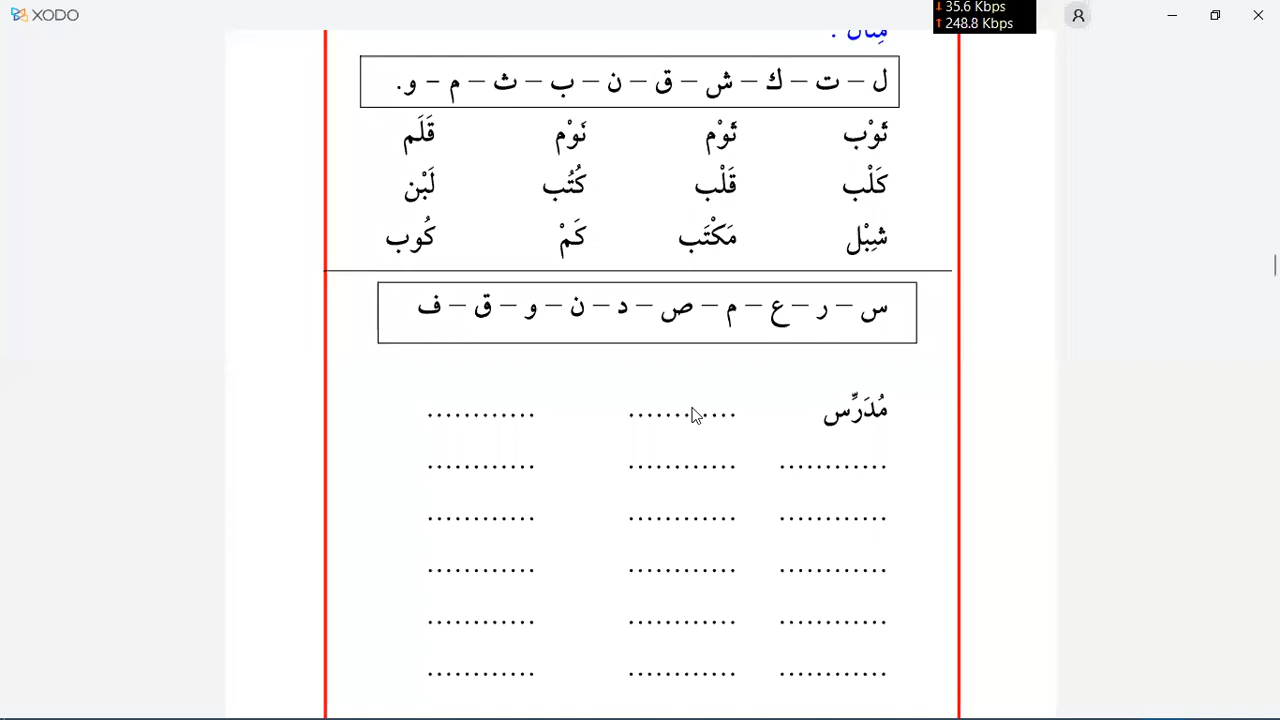 XODO
↓ 35.6 Kbps
↑ 248.8 Kbps
مِثال :
ل – ت – ك – ش – ق – ن – ب – ث – م – و.
ثَوْب ثَوْم نَوْم قَلَم
كَلْب قَلْب كُتُب لَبْن
شِبْل مَكْتَب كَمْ كُوب
س – ر – ع – م – ص – د – ن – و – ق – ف
مُدَرِّس ............ ............
............ ............ ............
............ ............ ............
............ ............ ............
............ ............ ............
............ ............ ............